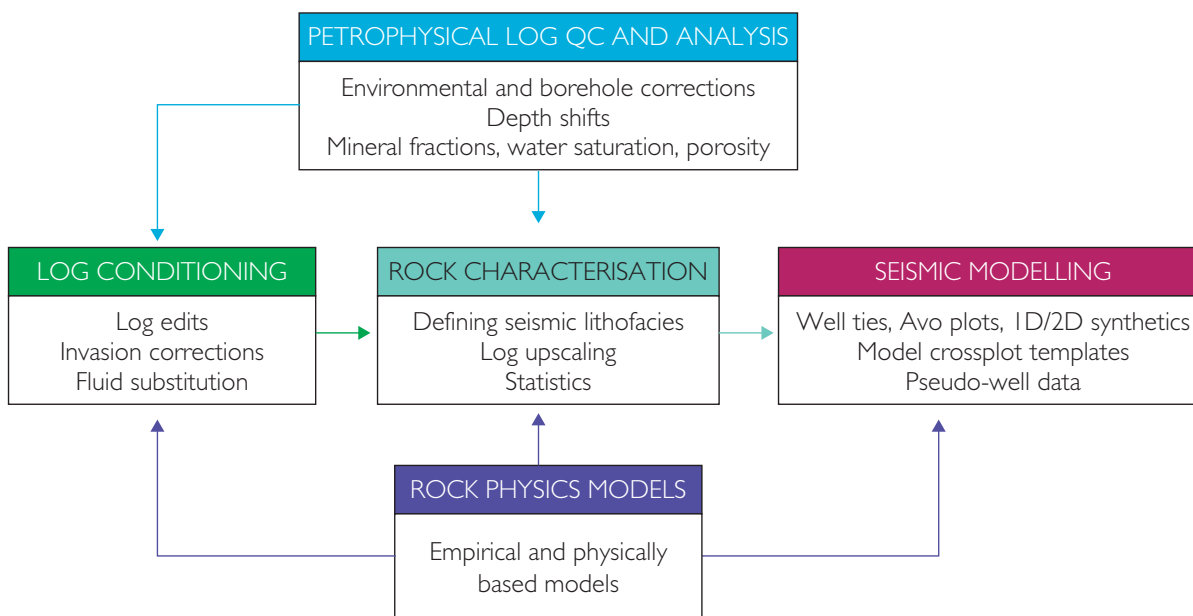 PETROPHYSICAL LOG QC AND ANALYSIS
Environmental and borehole corrections
Depth shifts
Mineral fractions, water saturation, porosity
LOG CONDITIONING
Log edits
Invasion corrections
Fluid substitution
ROCK CHARACTERISATION
Defining seismic lithofacies
Log upscaling
Statistics
SEISMIC MODELLING
Well ties, Avo plots, 1D/2D synthetics
Model crossplot templates
Pseudo-well data
ROCK PHYSICS MODELS
Empirical and physically
based models